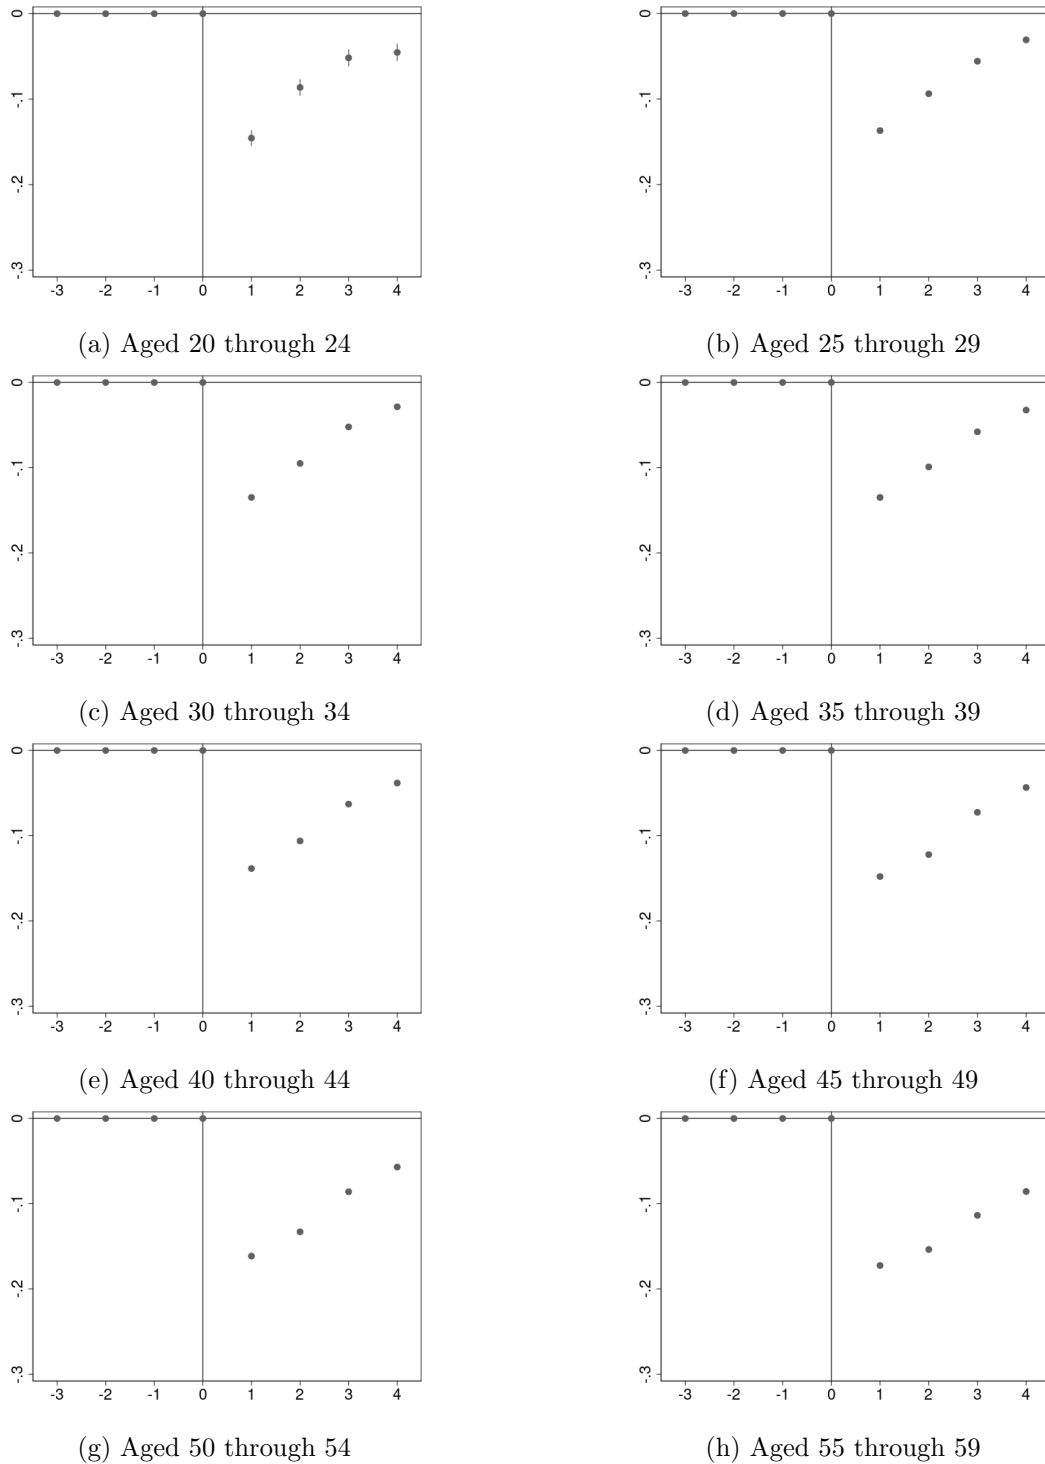 0
-.1
-.2
-.3
-3 -2 -1 0 1 2 3 4
(a) Aged 20 through 24
0
-.1
-.2
-.3
-3 -2 -1 0 1 2 3 4
(b) Aged 25 through 29
0
-.1
-.2
-.3
-3 -2 -1 0 1 2 3 4
(c) Aged 30 through 34
0
-.1
-.2
-.3
-3 -2 -1 0 1 2 3 4
(d) Aged 35 through 39
0
-.1
-.2
-.3
-3 -2 -1 0 1 2 3 4
(e) Aged 40 through 44
0
-.1
-.2
-.3
-3 -2 -1 0 1 2 3 4
(f) Aged 45 through 49
0
-.1
-.2
-.3
-3 -2 -1 0 1 2 3 4
(g) Aged 50 through 54
0
-.1
-.2
-.3
-3 -2 -1 0 1 2 3 4
(h) Aged 55 through 59